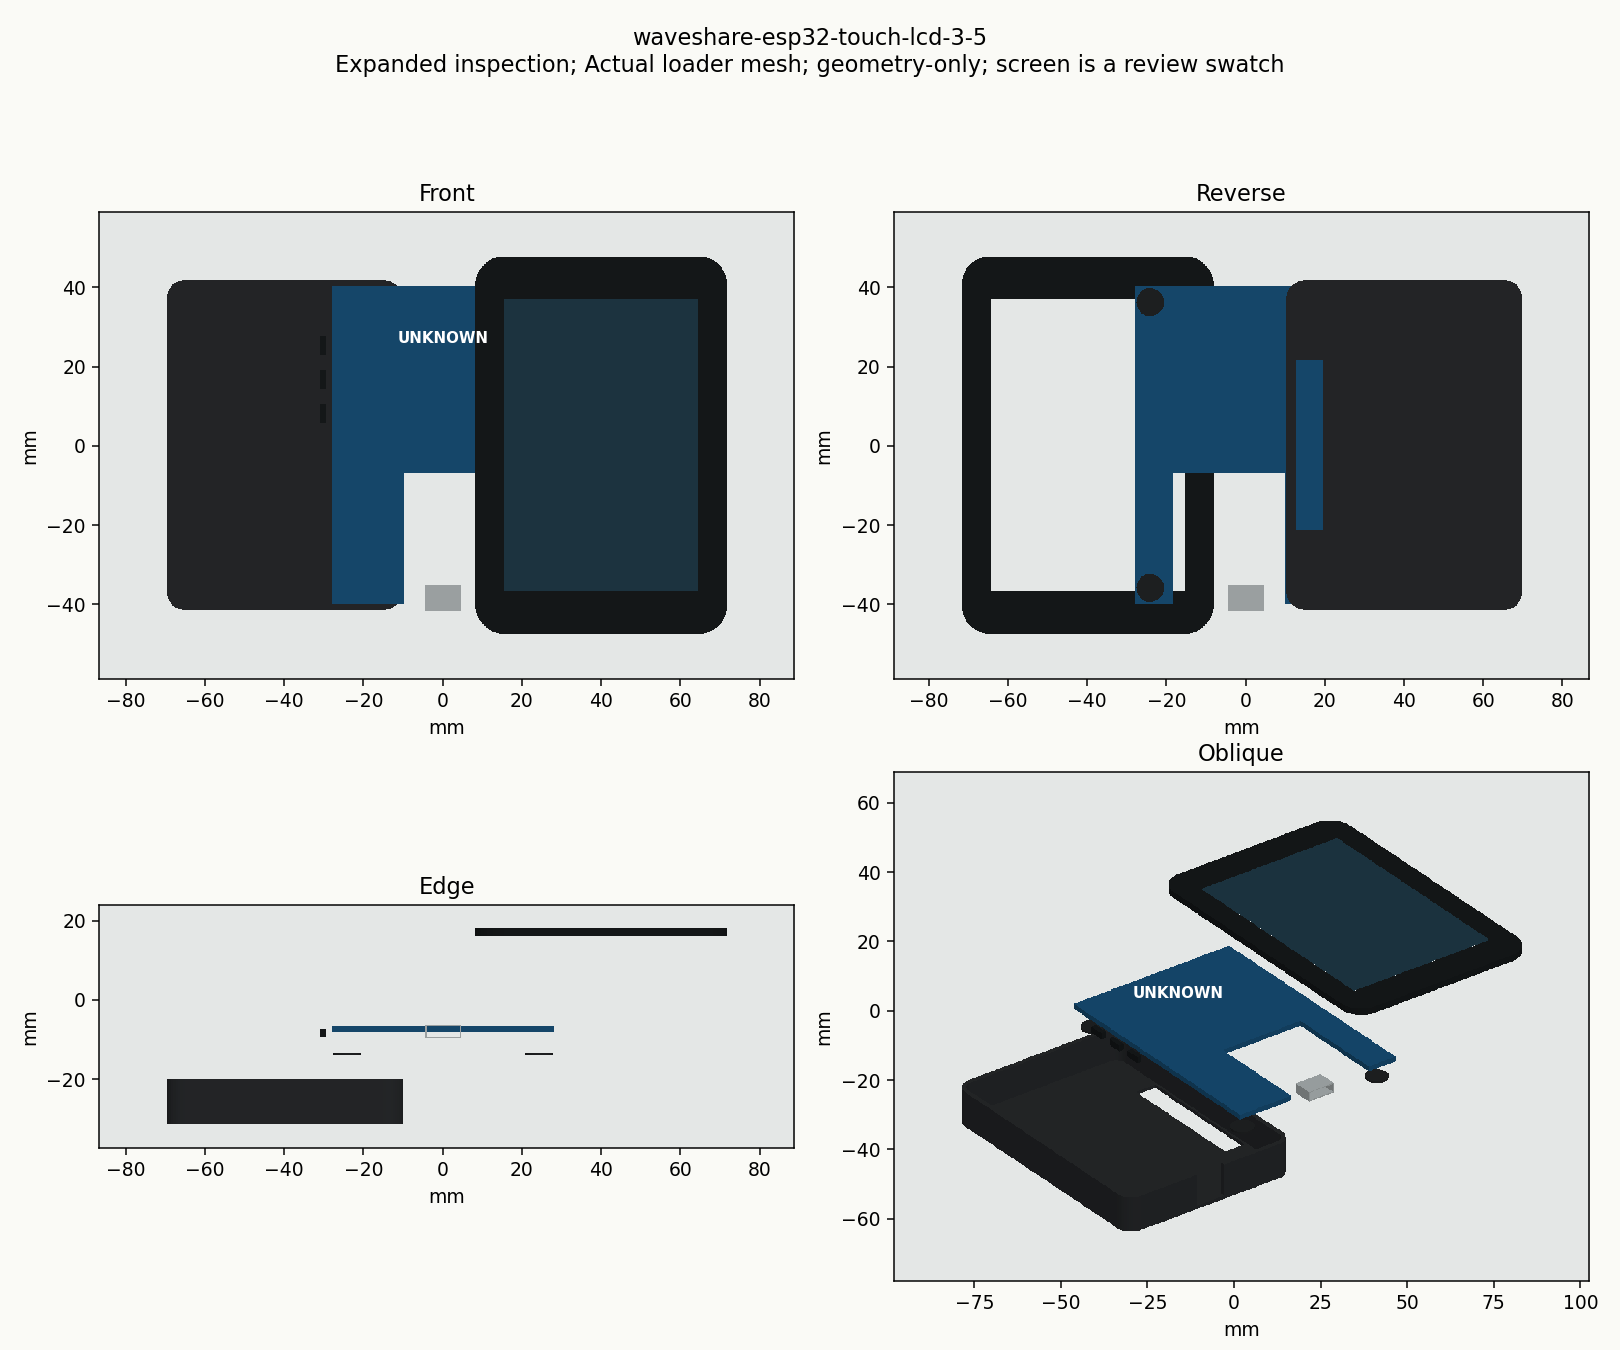 waveshare-esp32-touch-lcd-3-5
Expanded inspection; Actual loader mesh; geometry-only; screen is a review swatch
Front
UNKNOWN
40
20
0
−20
−40
mm
−80 −60 −40 −20 0 20 40 60 80
mm
Reverse
40
20
0
−20
−40
mm
−80 −60 −40 −20 0 20 40 60 80
mm
Edge
20
0
−20
mm
−80 −60 −40 −20 0 20 40 60 80
mm
Oblique
UNKNOWN
60
40
20
0
−20
−40
−60
mm
−75 −50 −25 0 25 50 75 100
mm